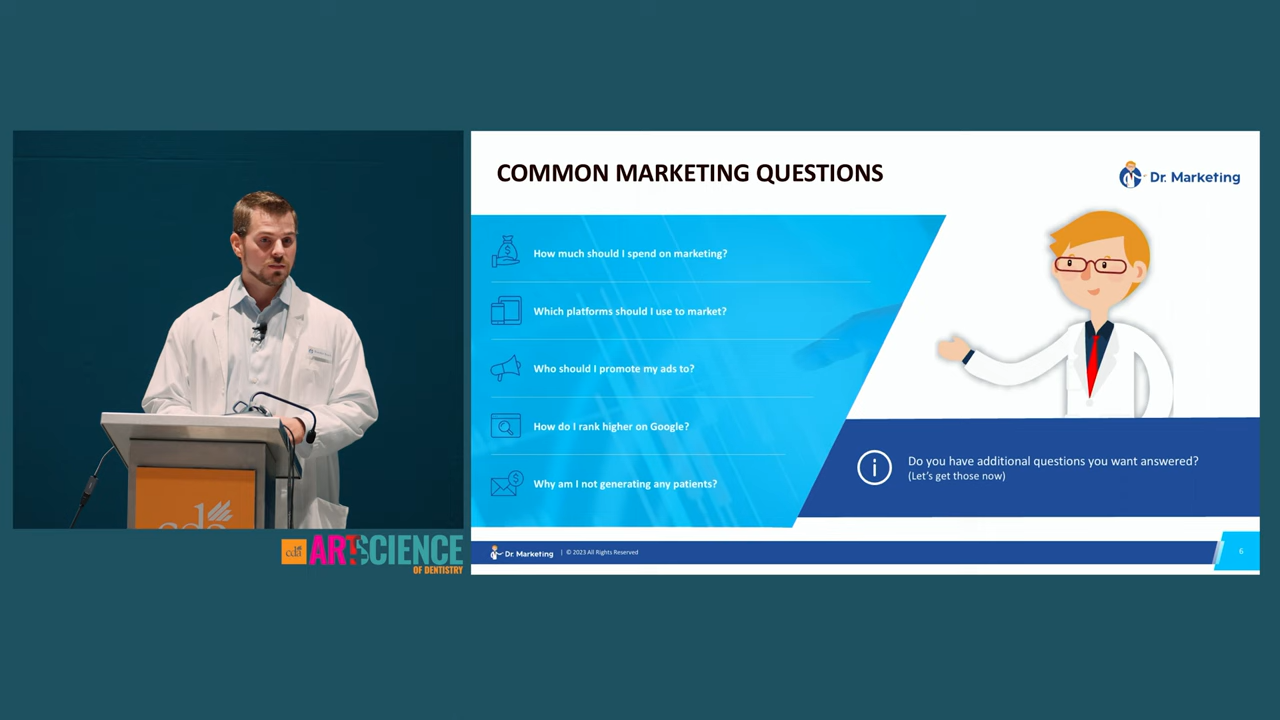 COMMON MARKETING QUESTIONS
Dr. Marketing
How much should I spend on marketing?
Which platforms should I use to market?
Who should I promote my ads to?
How do I rank higher on Google?
Why am I not generating any patients?
Do you have additional questions you want answered?
(Let's get those now)
cda
cda ART & SCIENCE
OF DENTISTRY
Dr. Marketing | © 2023 All Rights Reserved
6